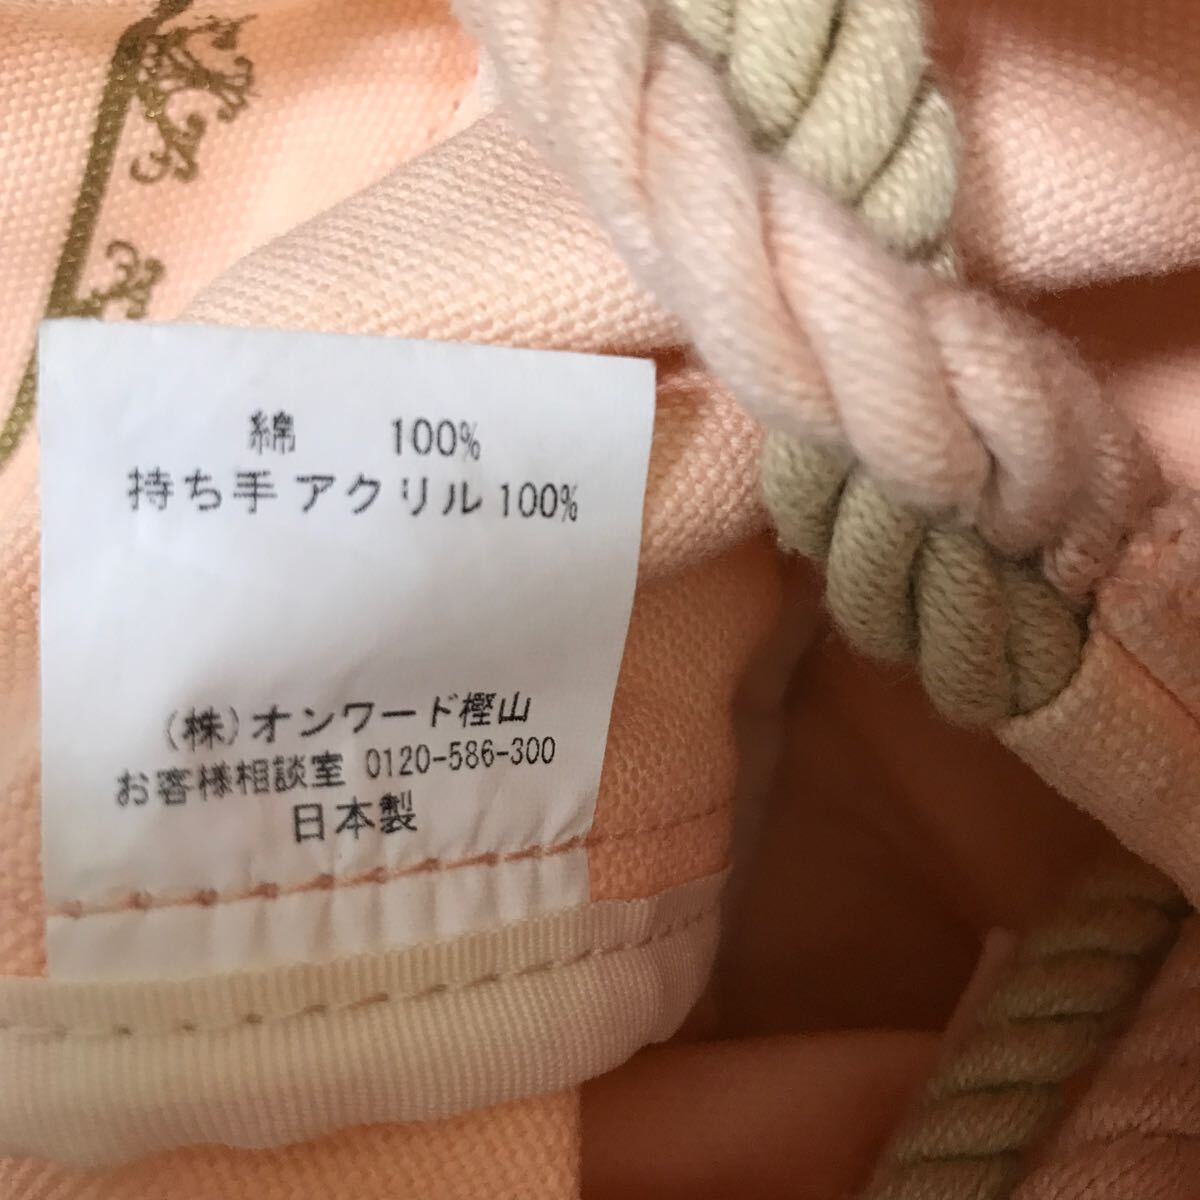 綿 100%
持ち手 アクリル 100%
(株)オンワード樫山
お客様相談室 0120-586-300
日本製